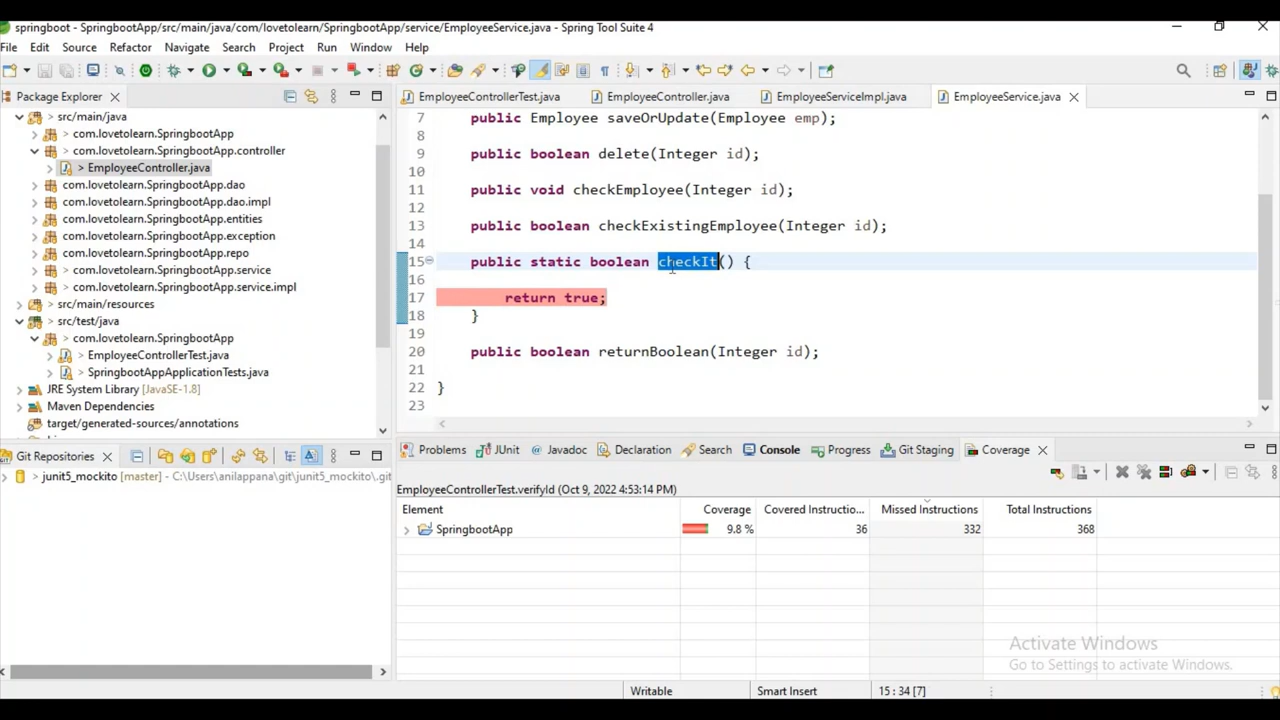 springboot - SpringbootApp/src/main/java/com/lovetolearn/SpringbootApp/service/EmployeeService.java - Spring Tool Suite 4
File Edit Source Refactor Navigate Search Project Run Window Help
Package Explorer
src/main/java
com.lovetolearn.SpringbootApp
> com.lovetolearn.SpringbootApp.controller
> EmployeeController.java
com.lovetolearn.SpringbootApp.dao
com.lovetolearn.SpringbootApp.dao.impl
com.lovetolearn.SpringbootApp.entities
> com.lovetolearn.SpringbootApp.exception
com.lovetolearn.SpringbootApp.repo
> com.lovetolearn.SpringbootApp.service
> com.lovetolearn.SpringbootApp.service.impl
> src/main/resources
> src/test/java
> com.lovetolearn.SpringbootApp
> EmployeeControllerTest.java
> SpringbootAppApplicationTests.java
JRE System Library [JavaSE-1.8]
Maven Dependencies
target/generated-sources/annotations
EmployeeControllerTest.java EmployeeController.java EmployeeServiceImpl.java EmployeeService.java
7 public Employee saveOrUpdate(Employee emp);
8
9 public boolean delete(Integer id);
10
11 public void checkEmployee(Integer id);
12
13 public boolean checkExistingEmployee(Integer id);
14
15 public static boolean checkIt() {
16
17 return true;
18 }
19
20 public boolean returnBoolean(Integer id);
21
22 }
23
Git Repositories
> junit5_mockito [master] - C:\Users\anilappana\git\junit5_mockito\.git
Problems JUnit Javadoc Declaration Search Console Progress Git Staging Coverage
EmployeeControllerTest.verifyId (Oct 9, 2022 4:53:14 PM)
Element Coverage Covered Instructio... Missed Instructions Total Instructions
SpringbootApp 9.8 % 36 332 368
Activate Windows
Go to Settings to activate Windows.
Writable Smart Insert 15 : 34 [7]